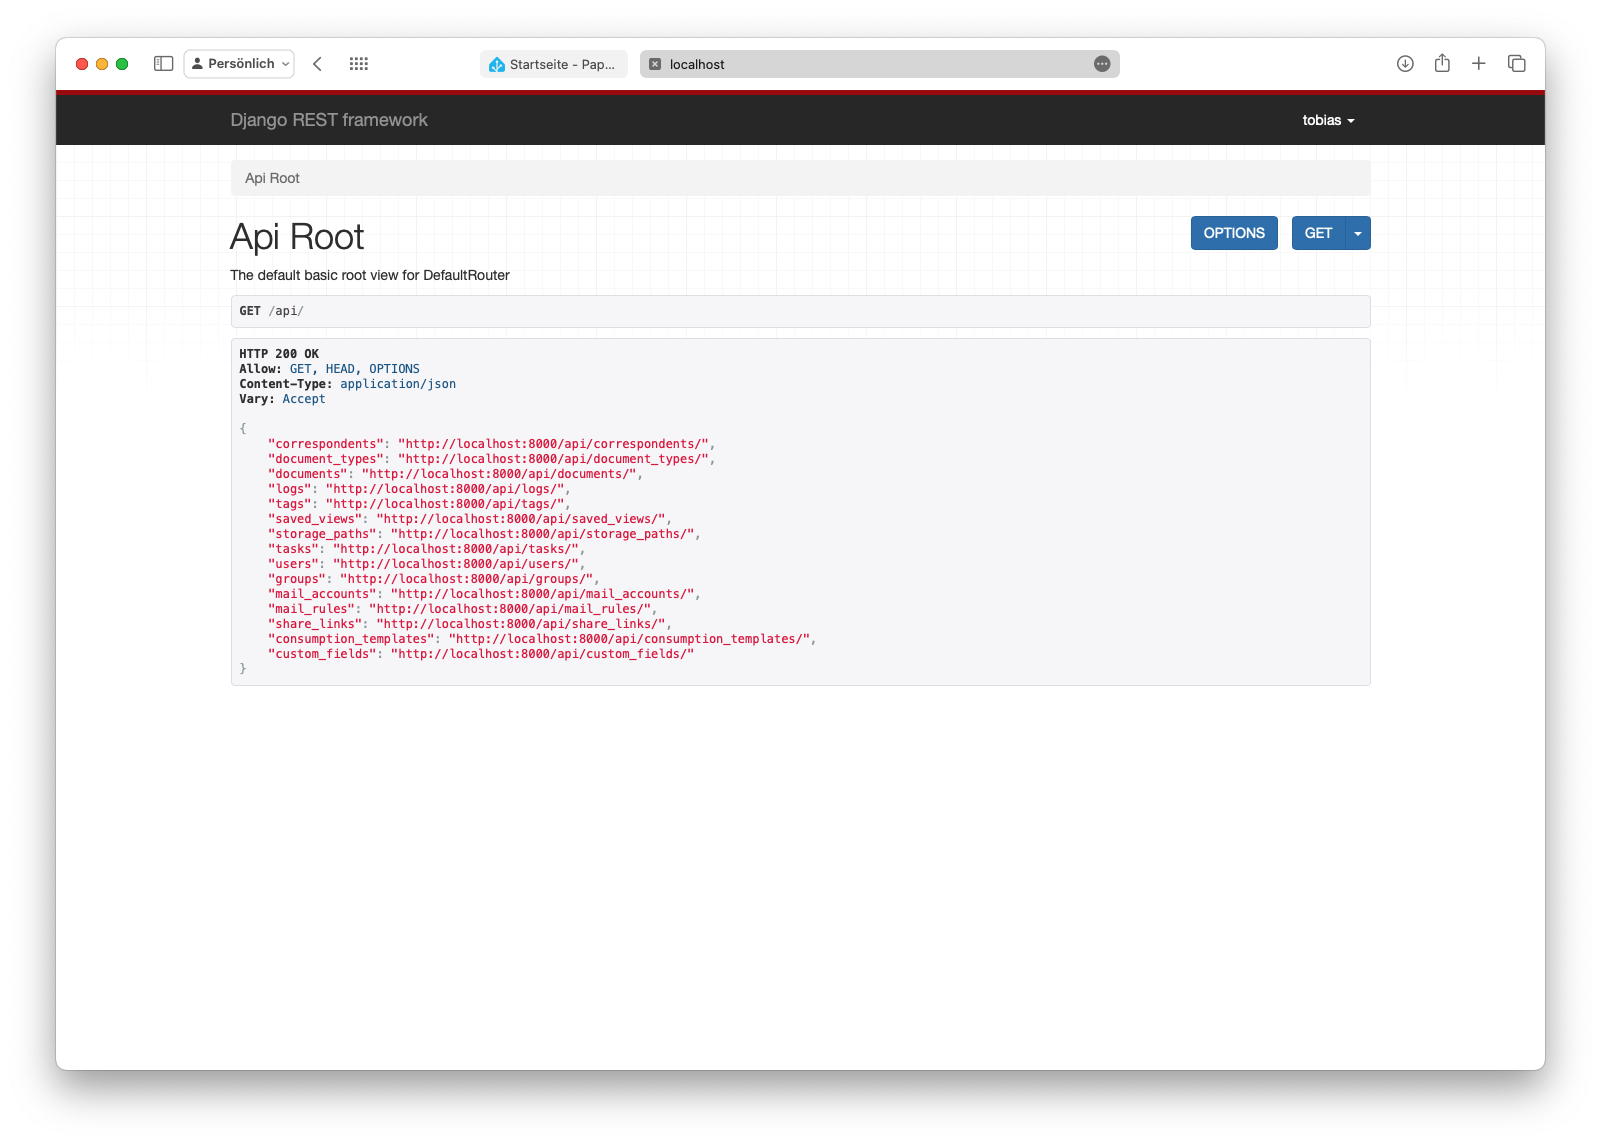 Persönlich
Startseite - Pap...
localhost
Django REST framework
tobias
Api Root
Api Root
OPTIONS
GET
The default basic root view for DefaultRouter
GET /api/
HTTP 200 OK
Allow: GET, HEAD, OPTIONS
Content-Type: application/json
Vary: Accept
{
    "correspondents": "http://localhost:8000/api/correspondents/",
    "document_types": "http://localhost:8000/api/document_types/",
    "documents": "http://localhost:8000/api/documents/",
    "logs": "http://localhost:8000/api/logs/",
    "tags": "http://localhost:8000/api/tags/",
    "saved_views": "http://localhost:8000/api/saved_views/",
    "storage_paths": "http://localhost:8000/api/storage_paths/",
    "tasks": "http://localhost:8000/api/tasks/",
    "users": "http://localhost:8000/api/users/",
    "groups": "http://localhost:8000/api/groups/",
    "mail_accounts": "http://localhost:8000/api/mail_accounts/",
    "mail_rules": "http://localhost:8000/api/mail_rules/",
    "share_links": "http://localhost:8000/api/share_links/",
    "consumption_templates": "http://localhost:8000/api/consumption_templates/",
    "custom_fields": "http://localhost:8000/api/custom_fields/"
}